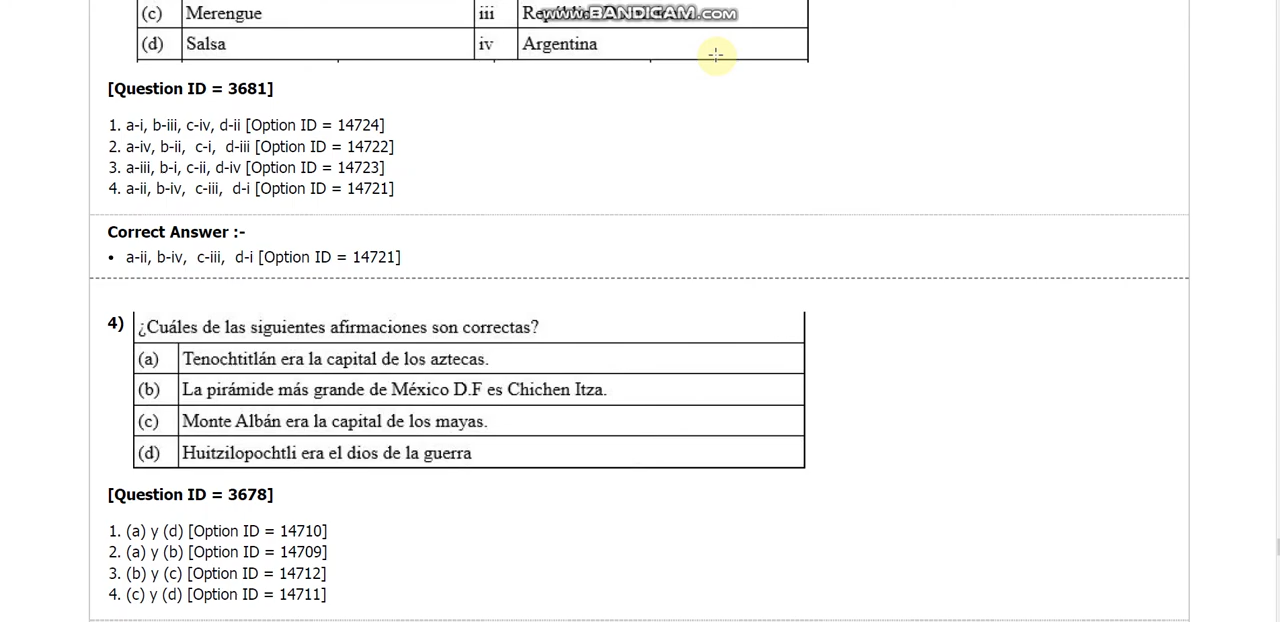 www.BANDICAM.com
(c) Merengue iii
(d) Salsa iv Argentina
[Question ID = 3681]
1. a-i, b-iii, c-iv, d-ii [Option ID = 14724]
2. a-iv, b-ii, c-i, d-iii [Option ID = 14722]
3. a-iii, b-i, c-ii, d-iv [Option ID = 14723]
4. a-ii, b-iv, c-iii, d-i [Option ID = 14721]
Correct Answer :-
• a-ii, b-iv, c-iii, d-i [Option ID = 14721]
4) ¿Cuáles de las siguientes afirmaciones son correctas?
(a) Tenochtitlán era la capital de los aztecas.
(b) La pirámide más grande de México D.F es Chichen Itza.
(c) Monte Albán era la capital de los mayas.
(d) Huitzilopochtli era el dios de la guerra
[Question ID = 3678]
1. (a) y (d) [Option ID = 14710]
2. (a) y (b) [Option ID = 14709]
3. (b) y (c) [Option ID = 14712]
4. (c) y (d) [Option ID = 14711]